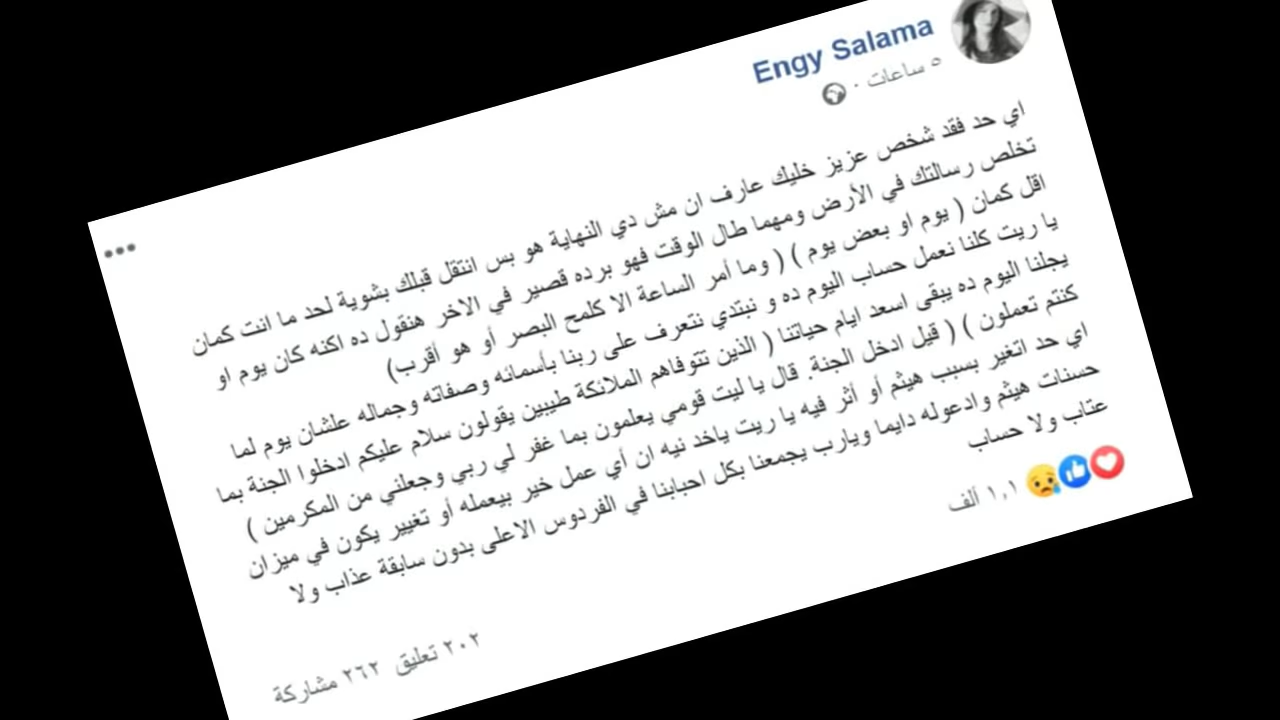 Engy Salama
٥ ساعات ·
اي حد فقد شخص عزيز خليك عارف ان مش دي النهاية هو بس انتقل قبلك بشوية لحد ما انت كمان
تخلص رسالتك في الأرض ومهما طال الوقت فهو برده قصير في الاخر هنقول ده اكنه كان يوم او
اقل كمان ( يوم او بعض يوم ) ( وما أمر الساعة الا كلمح البصر أو هو أقرب)
يا ريت كلنا نعمل حساب اليوم ده و نبتدي نتعرف على ربنا بأسمائه وصفاته وجماله علشان يوم لما
يجلنا اليوم ده يبقى اسعد ايام حياتنا ( الذين تتوفاهم الملائكة طيبين يقولون سلام عليكم ادخلوا الجنة بما
كنتم تعملون ) ( قيل ادخل الجنة. قال يا ليت قومي يعلمون بما غفر لي ربي وجعلني من المكرمين )
اي حد اتغير بسبب هيثم أو أثر فيه يا ريت ياخد نيه ان أي عمل خير بيعمله أو تغيير يكون في ميزان
حسنات هيثم وادعوله دايما ويارب يجمعنا بكل احبابنا في الفردوس الاعلى بدون سابقة عذاب ولا
عتاب ولا حساب
١,١ ألف
٢٠٢ تعليق ٢٦٢ مشاركة